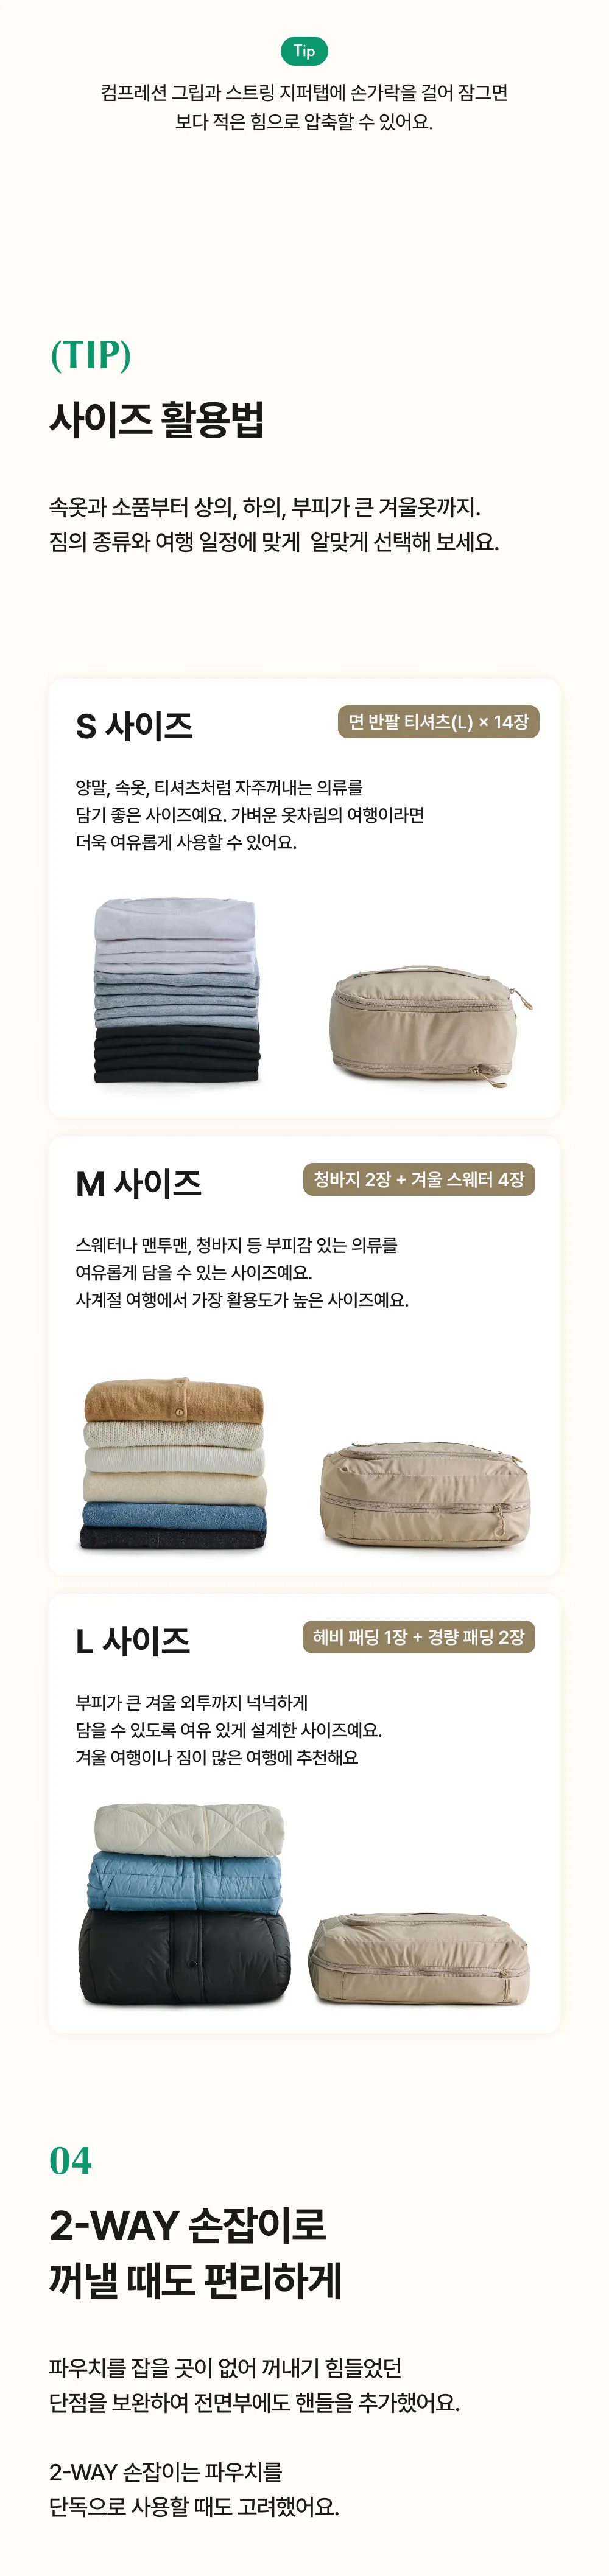 Tip
컴프레션 그립과 스트링 지퍼탭에 손가락을 걸어 잠그면
보다 적은 힘으로 압축할 수 있어요.
(TIP)
사이즈 활용법
속옷과 소품부터 상의, 하의, 부피가 큰 겨울옷까지.
짐의 종류와 여행 일정에 맞게 알맞게 선택해 보세요.
S 사이즈
면 반팔 티셔츠(L) × 14장
양말, 속옷, 티셔츠처럼 자주꺼내는 의류를
담기 좋은 사이즈예요. 가벼운 옷차림의 여행이라면
더욱 여유롭게 사용할 수 있어요.
M 사이즈
청바지 2장 + 겨울 스웨터 4장
스웨터나 맨투맨, 청바지 등 부피감 있는 의류를
여유롭게 담을 수 있는 사이즈예요.
사계절 여행에서 가장 활용도가 높은 사이즈예요.
L 사이즈
헤비 패딩 1장 + 경량 패딩 2장
부피가 큰 겨울 외투까지 넉넉하게
담을 수 있도록 여유 있게 설계한 사이즈예요.
겨울 여행이나 짐이 많은 여행에 추천해요
04
2-WAY 손잡이로
꺼낼 때도 편리하게
파우치를 잡을 곳이 없어 꺼내기 힘들었던
단점을 보완하여 전면부에도 핸들을 추가했어요.
2-WAY 손잡이는 파우치를
단독으로 사용할 때도 고려했어요.